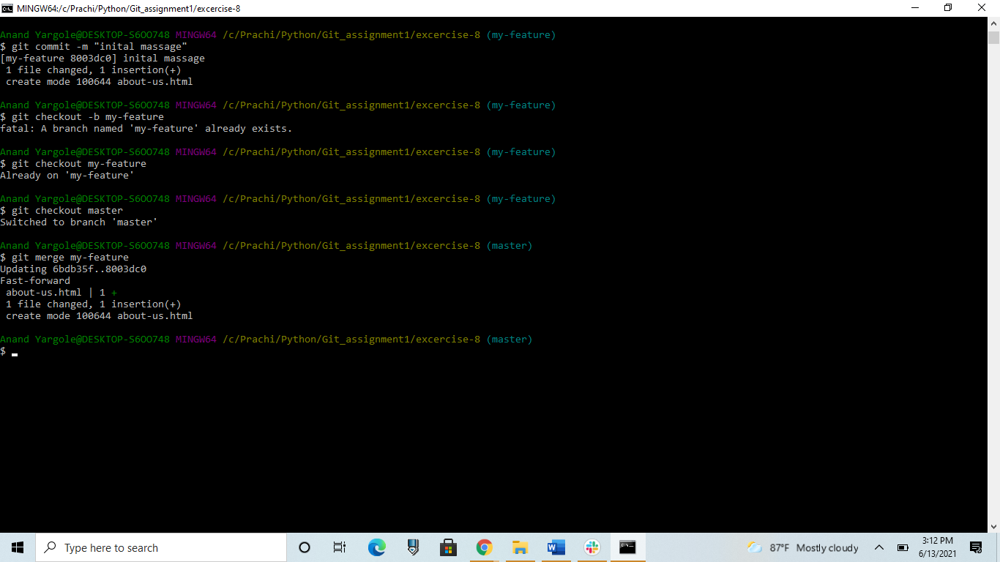 MINGW64:/c/Prachi/Python/Git_assignment1/excercise-8
Anand Yargole@DESKTOP-S6OO748 MINGW64 /c/Prachi/Python/Git_assignment1/excercise-8 (my-feature)
$ git commit -m "inital massage"
[my-feature 8003dc0] inital massage
 1 file changed, 1 insertion(+)
 create mode 100644 about-us.html
Anand Yargole@DESKTOP-S6OO748 MINGW64 /c/Prachi/Python/Git_assignment1/excercise-8 (my-feature)
$ git checkout -b my-feature
fatal: A branch named 'my-feature' already exists.
Anand Yargole@DESKTOP-S6OO748 MINGW64 /c/Prachi/Python/Git_assignment1/excercise-8 (my-feature)
$ git checkout my-feature
Already on 'my-feature'
Anand Yargole@DESKTOP-S6OO748 MINGW64 /c/Prachi/Python/Git_assignment1/excercise-8 (my-feature)
$ git checkout master
Switched to branch 'master'
Anand Yargole@DESKTOP-S6OO748 MINGW64 /c/Prachi/Python/Git_assignment1/excercise-8 (master)
$ git merge my-feature
Updating 6bdb35f..8003dc0
Fast-forward
 about-us.html | 1 +
 1 file changed, 1 insertion(+)
 create mode 100644 about-us.html
Anand Yargole@DESKTOP-S6OO748 MINGW64 /c/Prachi/Python/Git_assignment1/excercise-8 (master)
$
Type here to search
87°F Mostly cloudy
3:12 PM
6/13/2021